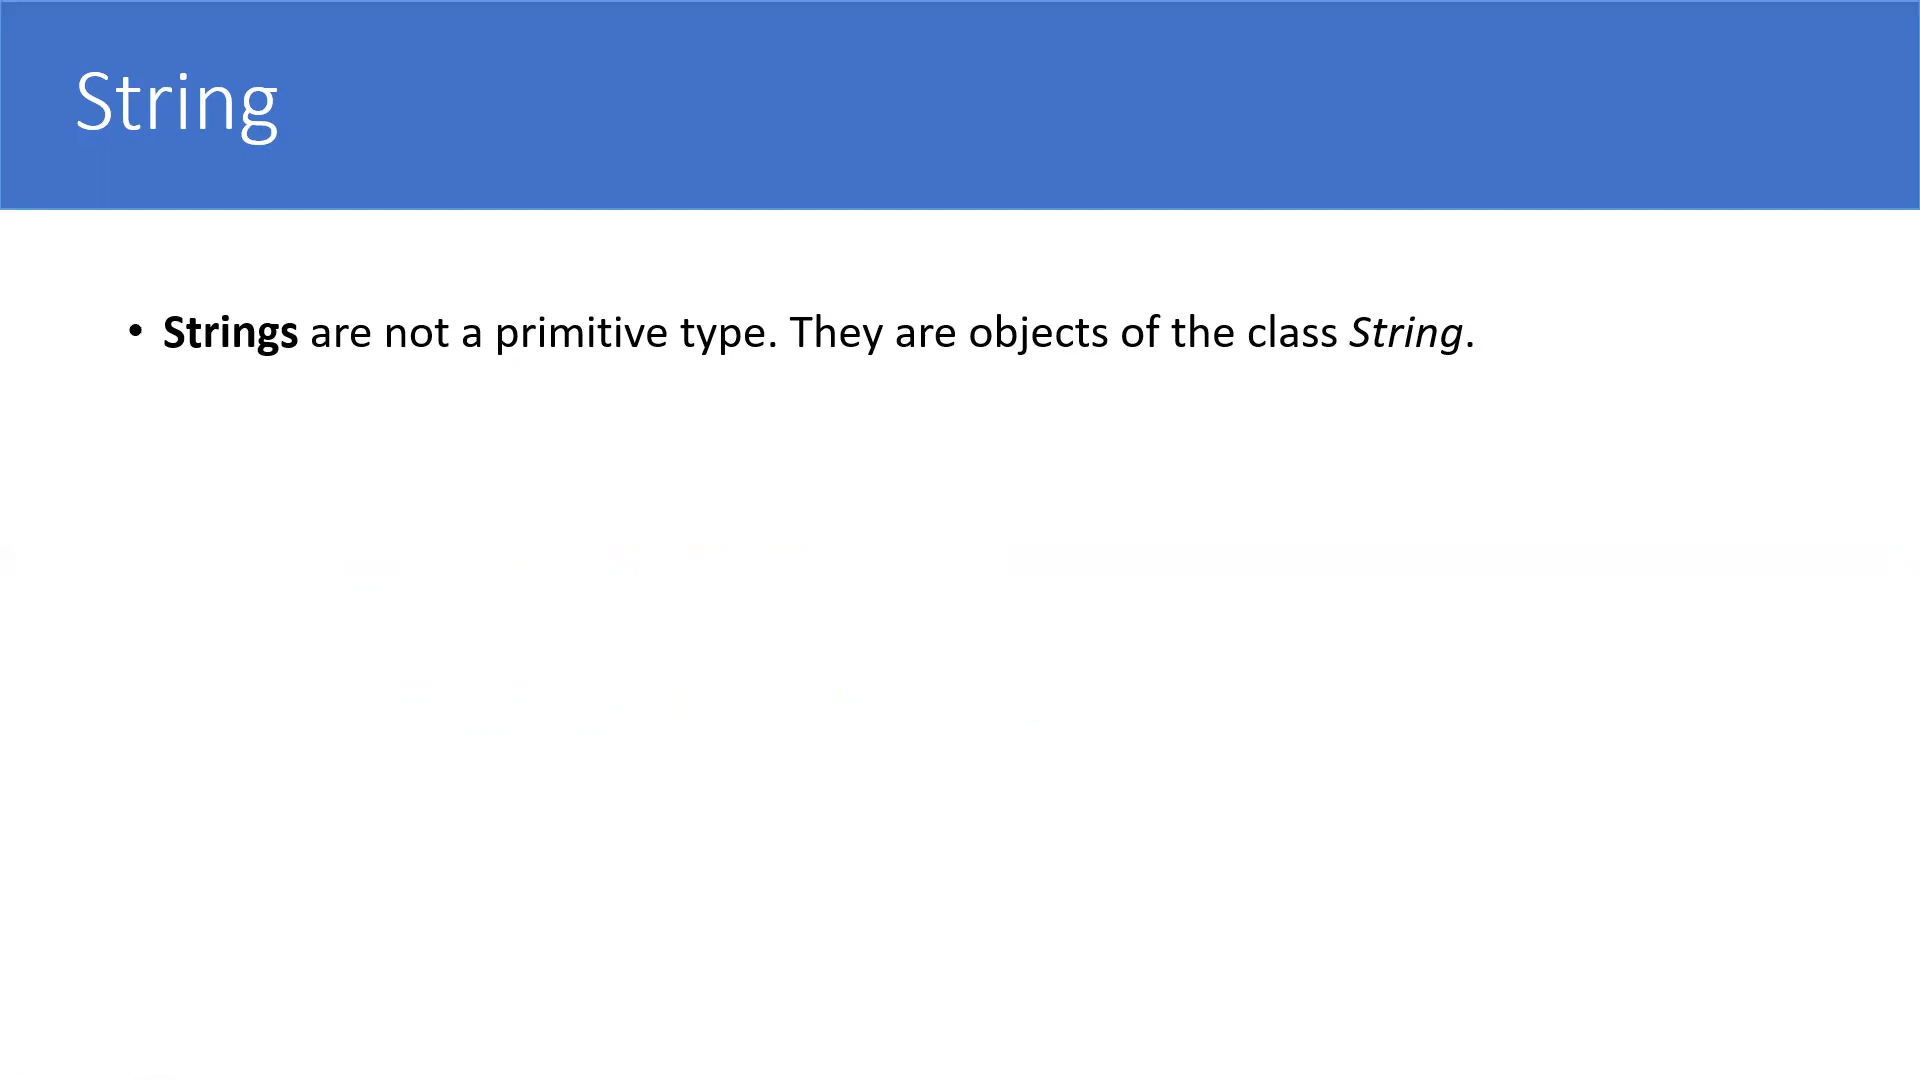 String
• Strings are not a primitive type. They are objects of the class String.